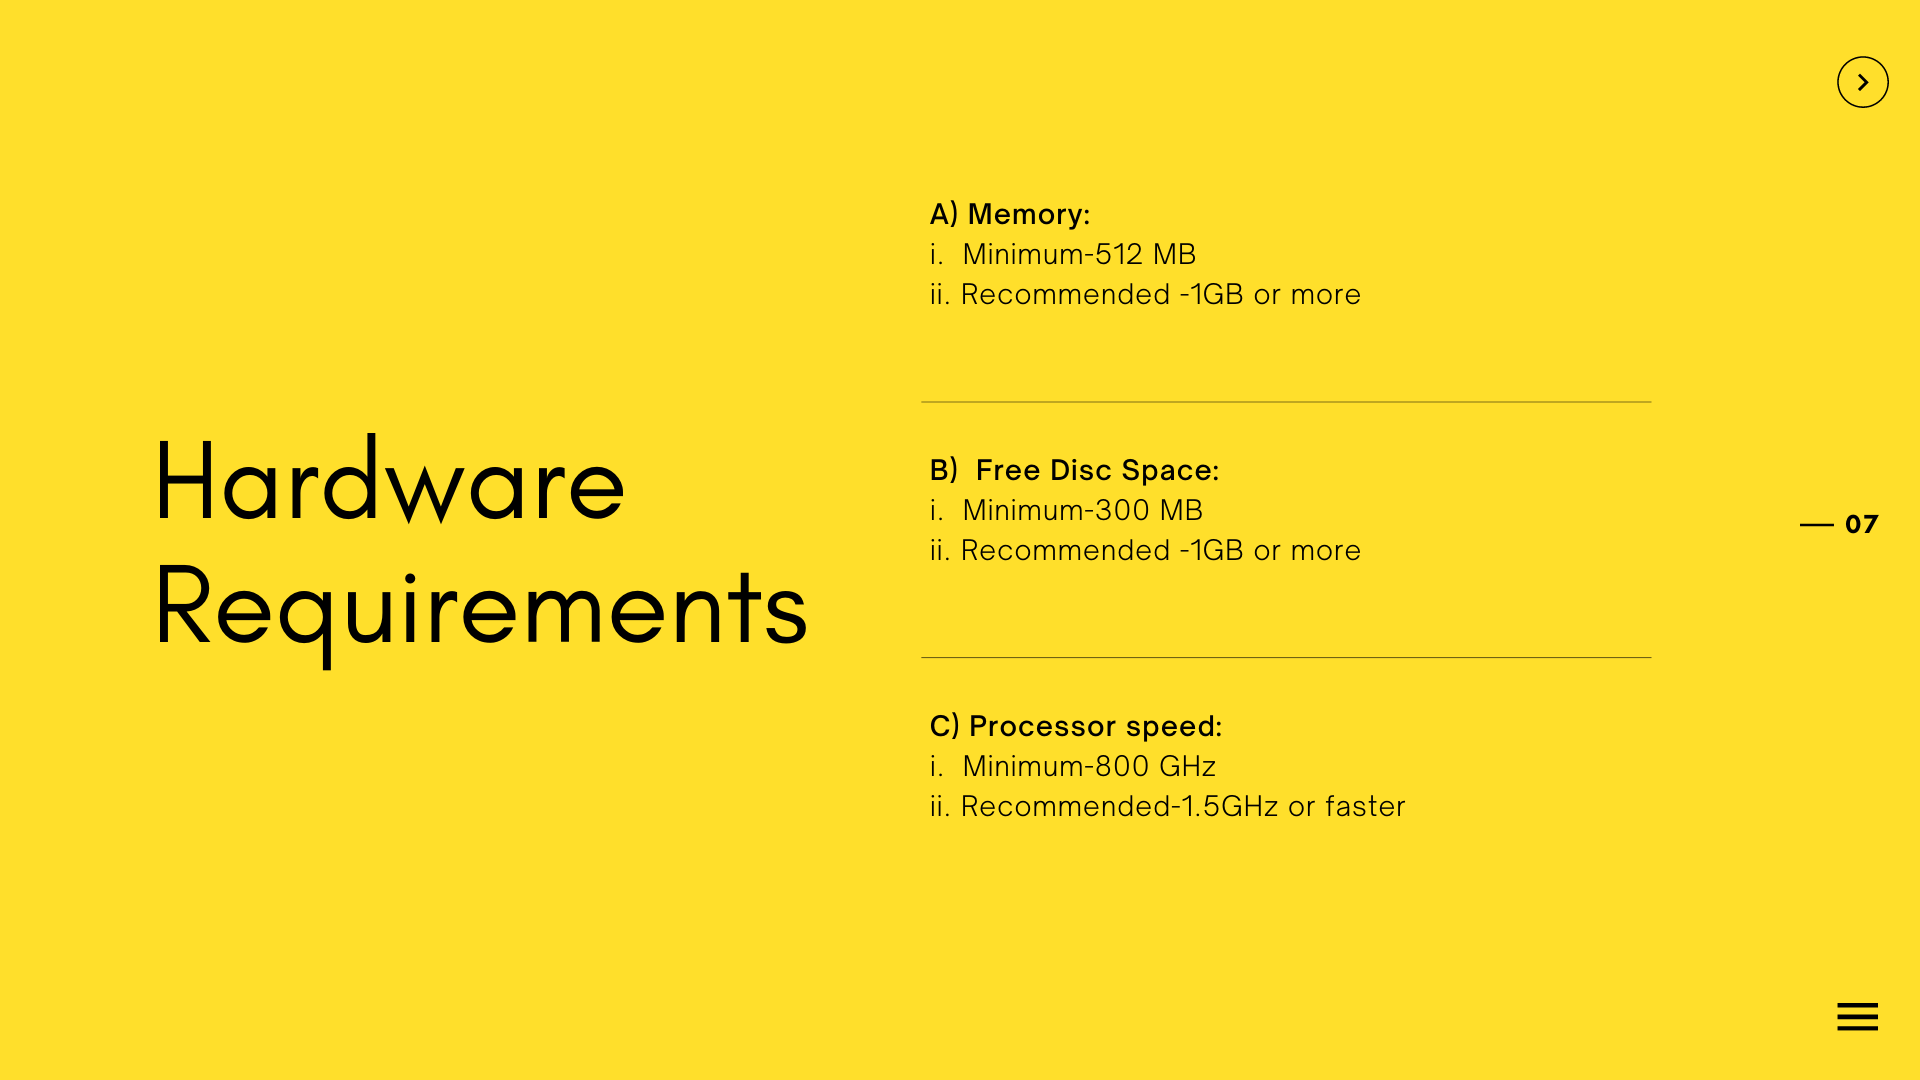 Hardware
Requirements
A) Memory:
i.  Minimum-512 MB
ii. Recommended -1GB or more
B)  Free Disc Space:
i.  Minimum-300 MB
ii. Recommended -1GB or more
C) Processor speed:
i.  Minimum-800 GHz
ii. Recommended-1.5GHz or faster
— 07